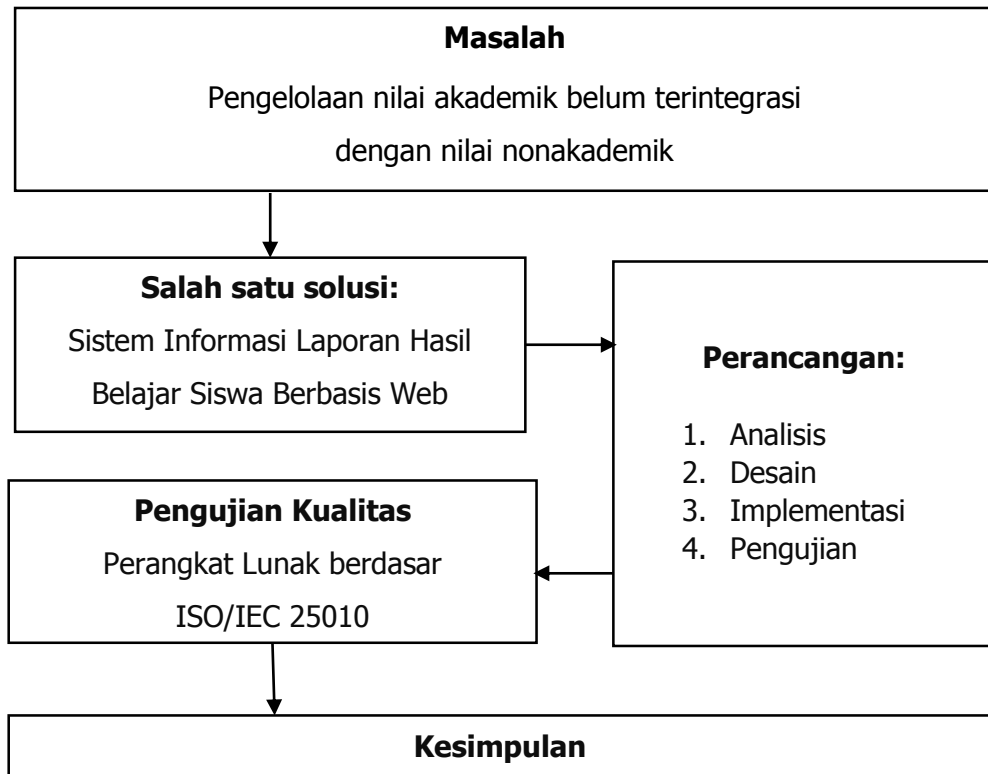 Masalah
Pengelolaan nilai akademik belum terintegrasi
dengan nilai nonakademik
Salah satu solusi:
Sistem Informasi Laporan Hasil
Belajar Siswa Berbasis Web
Perancangan:
1. Analisis
2. Desain
3. Implementasi
4. Pengujian
Pengujian Kualitas
Perangkat Lunak berdasar
ISO/IEC 25010
Kesimpulan